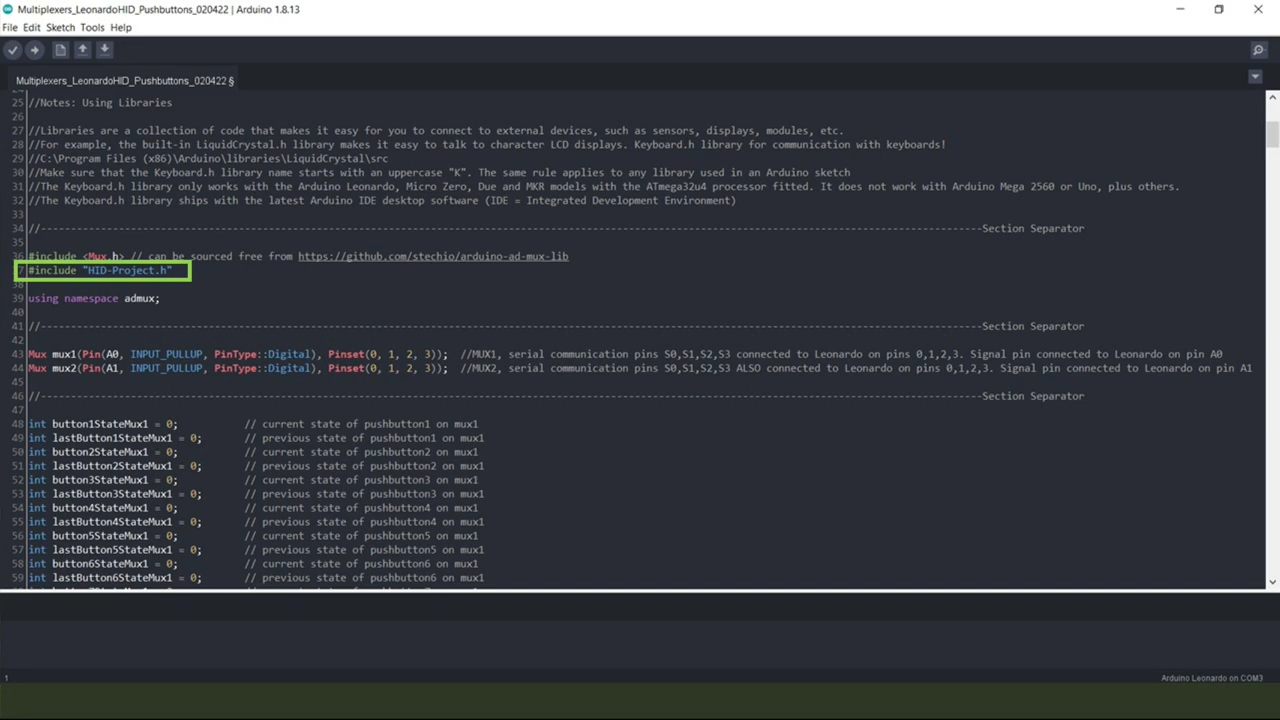 Multiplexers_LeonardoHID_Pushbuttons_020422 | Arduino 1.8.13
File Edit Sketch Tools Help
Multiplexers_LeonardoHID_Pushbuttons_020422 §
25 //Notes: Using Libraries
26
27 //Libraries are a collection of code that makes it easy for you to connect to external devices, such as sensors, displays, modules, etc.
28 //For example, the built-in LiquidCrystal.h library makes it easy to talk to character LCD displays. Keyboard.h library for communication with keyboards!
29 //C:\Program Files (x86)\Arduino\libraries\LiquidCrystal\src
30 //Make sure that the Keyboard.h library name starts with an uppercase "K". The same rule applies to any library used in an Arduino sketch
31 //The Keyboard.h library only works with the Arduino Leonardo, Micro Zero, Due and MKR models with the ATmega32u4 processor fitted. It does not work with Arduino Mega 2560 or Uno, plus others.
32 //The Keyboard.h library ships with the latest Arduino IDE desktop software (IDE = Integrated Development Environment)
33
34 //------------------------------------------------------------------------------------------------------------------------------------------------------------Section Separator
35
36 #include <Mux.h> // can be sourced free from https://github.com/stechio/arduino-ad-mux-lib
7 #include "HID-Project.h"
38
39 using namespace admux;
40
41 //------------------------------------------------------------------------------------------------------------------------------------------------------------Section Separator
42
43 Mux mux1(Pin(A0, INPUT_PULLUP, PinType::Digital), Pinset(0, 1, 2, 3)); //MUX1, serial communication pins S0,S1,S2,S3 connected to Leonardo on pins 0,1,2,3. Signal pin connected to Leonardo on pin A0
44 Mux mux2(Pin(A1, INPUT_PULLUP, PinType::Digital), Pinset(0, 1, 2, 3)); //MUX2, serial communication pins S0,S1,S2,S3 ALSO connected to Leonardo on pins 0,1,2,3. Signal pin connected to Leonardo on pin A1
45
46 //------------------------------------------------------------------------------------------------------------------------------------------------------------Section Separator
47
48 int button1StateMux1 = 0; // current state of pushbutton1 on mux1
49 int lastButton1StateMux1 = 0; // previous state of pushbutton1 on mux1
50 int button2StateMux1 = 0; // current state of pushbutton2 on mux1
51 int lastButton2StateMux1 = 0; // previous state of pushbutton2 on mux1
52 int button3StateMux1 = 0; // current state of pushbutton3 on mux1
53 int lastButton3StateMux1 = 0; // previous state of pushbutton3 on mux1
54 int button4StateMux1 = 0; // current state of pushbutton4 on mux1
55 int lastButton4StateMux1 = 0; // previous state of pushbutton4 on mux1
56 int button5StateMux1 = 0; // current state of pushbutton5 on mux1
57 int lastButton5StateMux1 = 0; // previous state of pushbutton5 on mux1
58 int button6StateMux1 = 0; // current state of pushbutton6 on mux1
59 int lastButton6StateMux1 = 0; // previous state of pushbutton6 on mux1
1
Arduino Leonardo on COM3